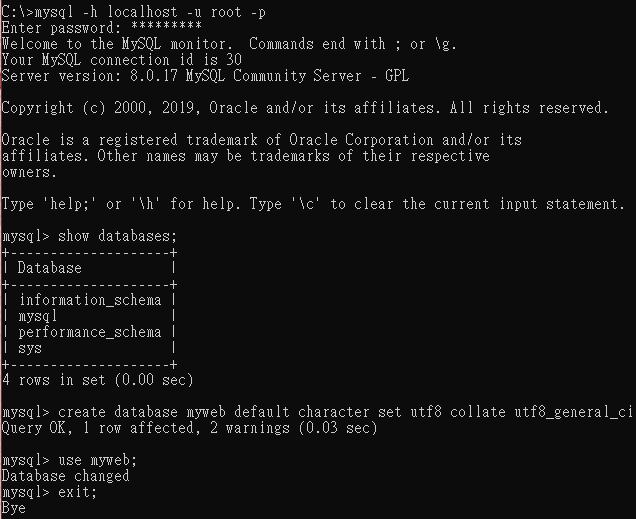 C:\>mysql -h localhost -u root -p
Enter password: *********
Welcome to the MySQL monitor.  Commands end with ; or \g.
Your MySQL connection id is 30
Server version: 8.0.17 MySQL Community Server - GPL
Copyright (c) 2000, 2019, Oracle and/or its affiliates. All rights reserved.
Oracle is a registered trademark of Oracle Corporation and/or its
affiliates. Other names may be trademarks of their respective
owners.
Type 'help;' or '\h' for help. Type '\c' to clear the current input statement.
mysql> show databases;
+--------------------+
| Database           |
+--------------------+
| information_schema |
| mysql              |
| performance_schema |
| sys                |
+--------------------+
4 rows in set (0.00 sec)
mysql> create database myweb default character set utf8 collate utf8_general_ci
Query OK, 1 row affected, 2 warnings (0.03 sec)
mysql> use myweb;
Database changed
mysql> exit;
Bye